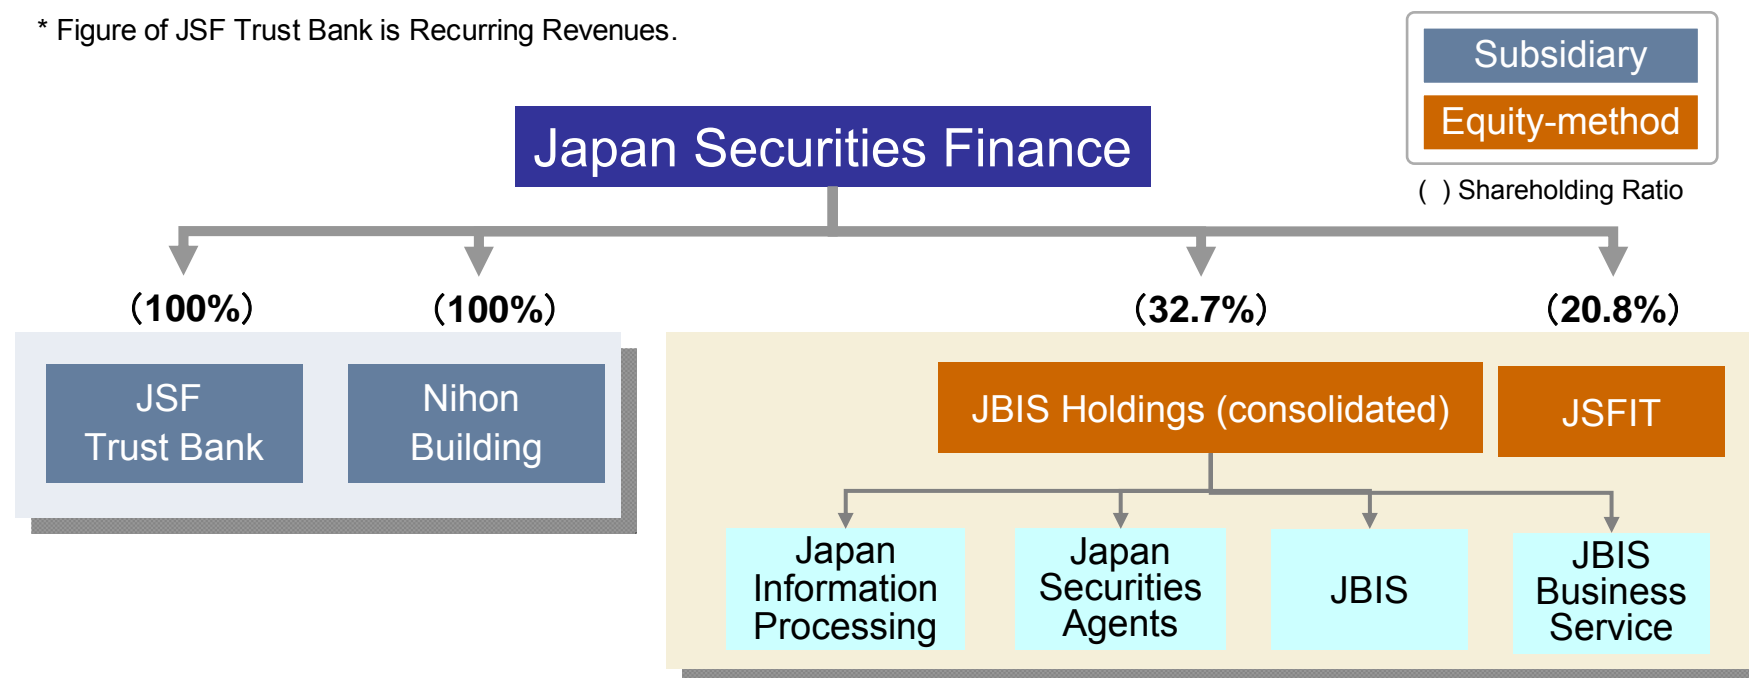 * Figure of JSF Trust Bank is Recurring Revenues.
Subsidiary
Equity-method
( ) Shareholding Ratio
Japan Securities Finance
（100%）
（100%）
（32.7%）
（20.8%）
JSF
Trust Bank
Nihon
Building
JBIS Holdings (consolidated)
JSFIT
Japan
Information
Processing
Japan
Securities
Agents
JBIS
JBIS
Business
Service